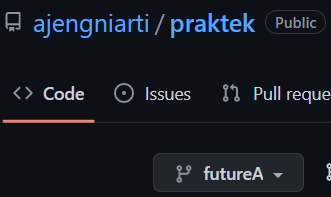 ajengniarti / praktek Public
Code Issues Pull reque
futureA